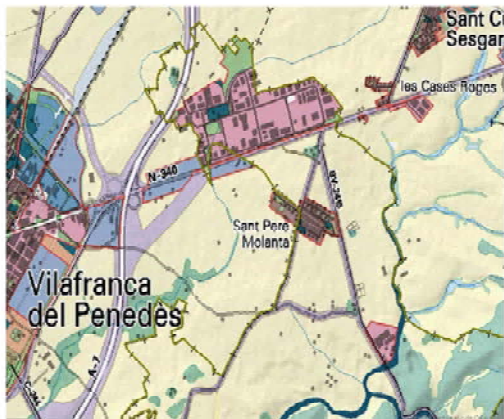 Sant C
Sesgar
les Cases Roges
N-340
Sant Pere
Molanta
Vilafranca
del Penedès
A-7